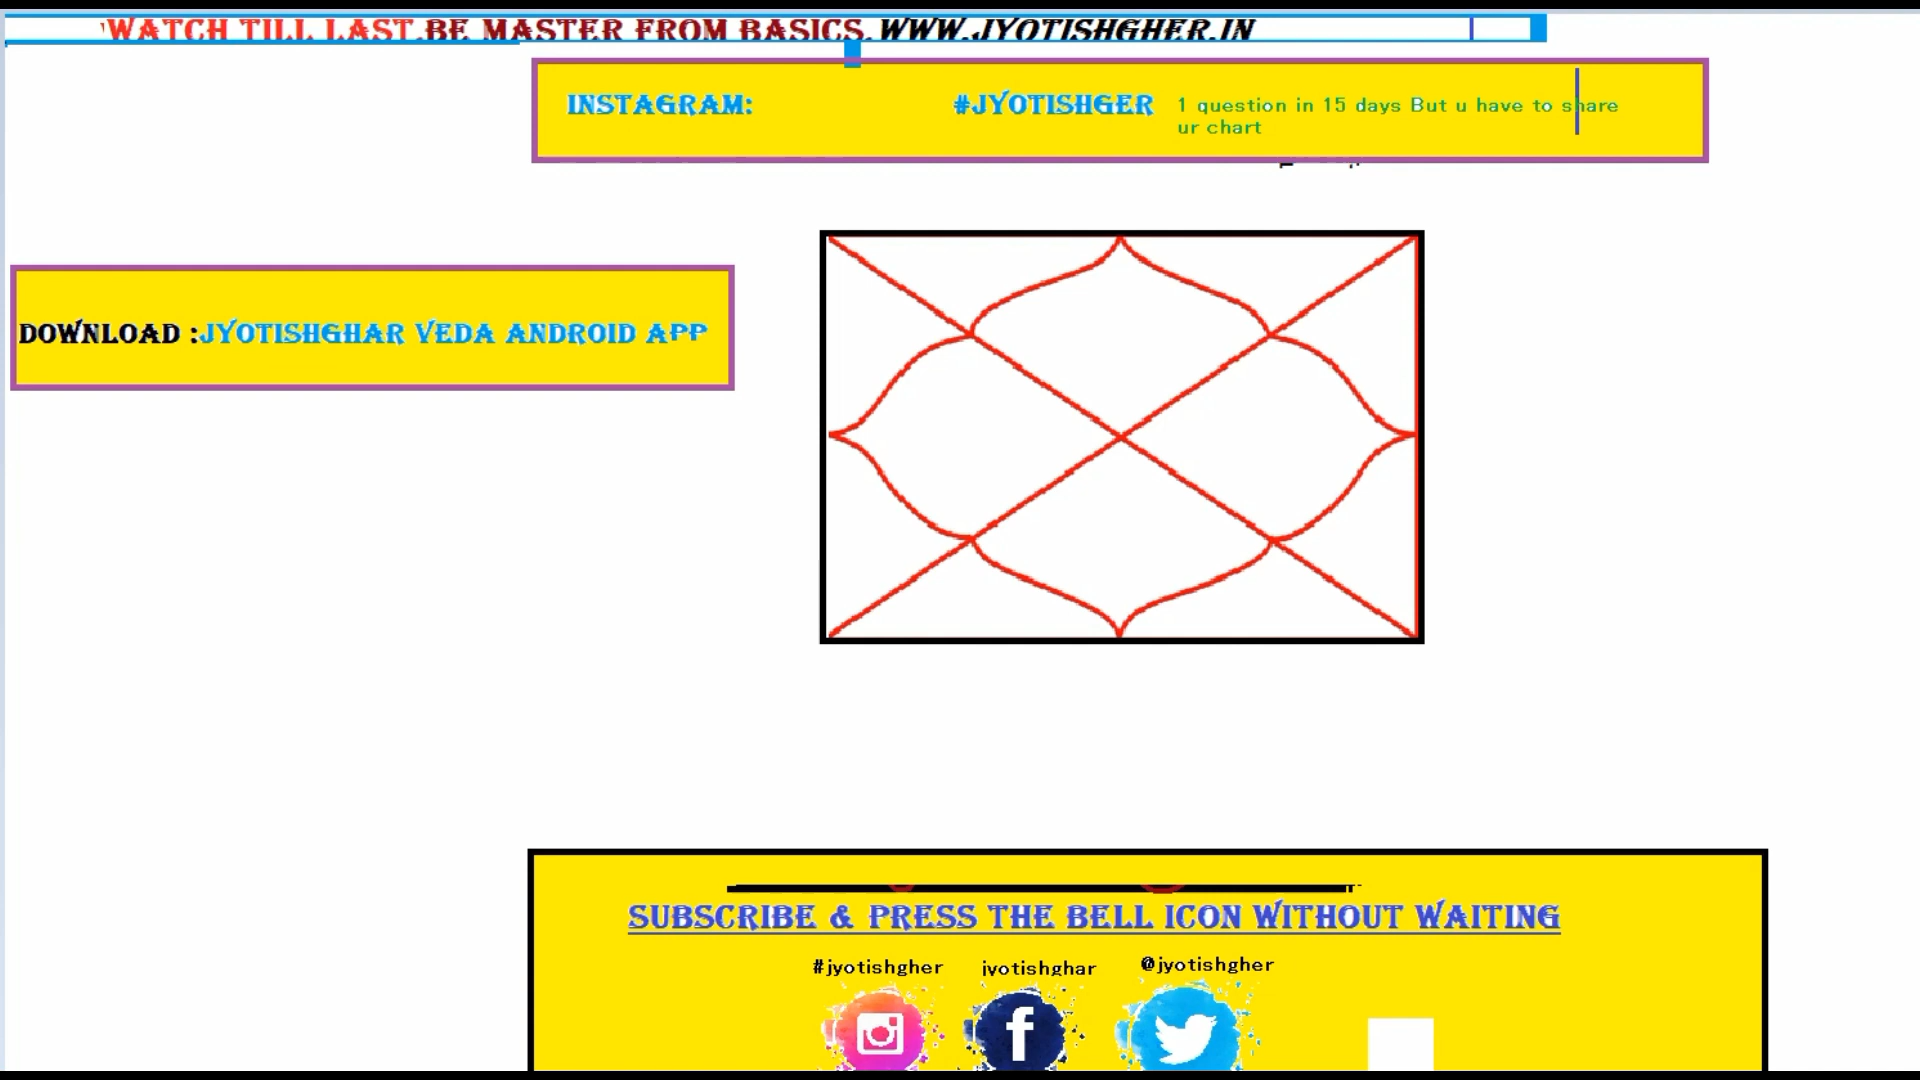 WATCH TILL LAST.BE MASTER FROM BASICS. WWW.JYOTISHGHER.IN
INSTAGRAM: #JYOTISHGER 1 question in 15 days But u have to share
ur chart
DOWNLOAD :JYOTISHGHAR VEDA ANDROID APP
SUBSCRIBE & PRESS THE BELL ICON WITHOUT WAITING
#jyotishgher jyotishghar @jyotishgher